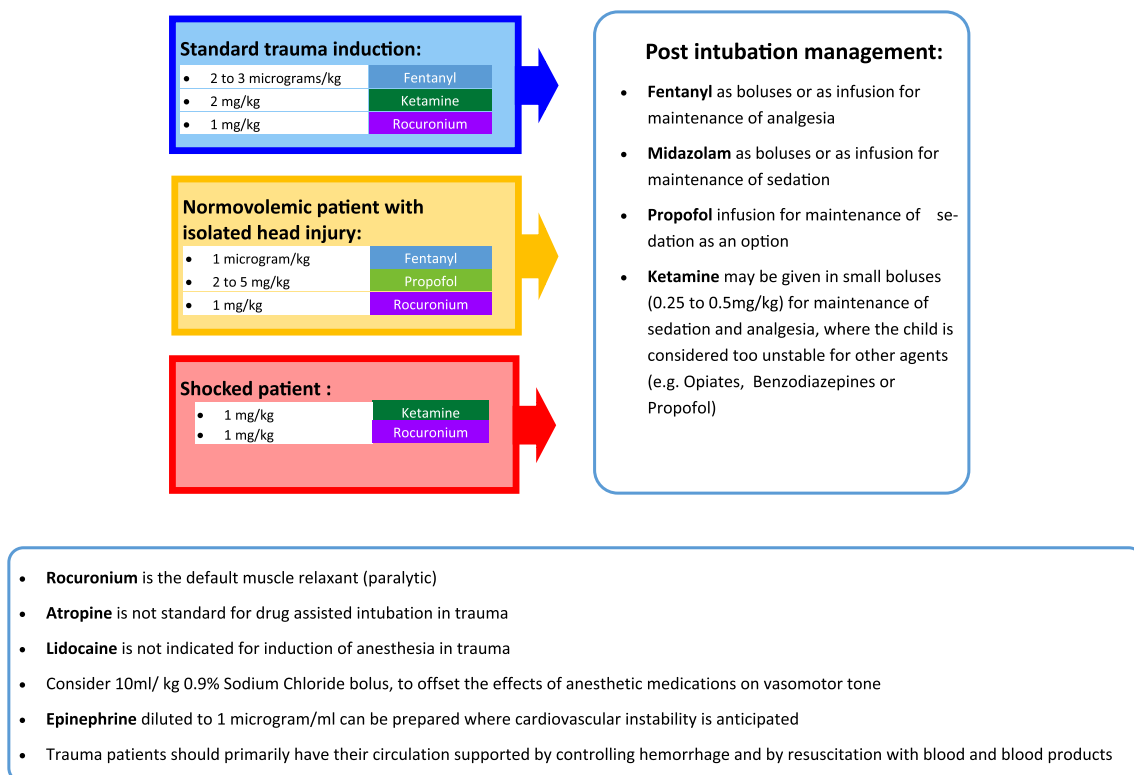 Standard trauma induction:
• 2 to 3 micrograms/kg Fentanyl
• 2 mg/kg Ketamine
• 1 mg/kg Rocuronium
Normovolemic patient with
isolated head injury:
• 1 microgram/kg Fentanyl
• 2 to 5 mg/kg Propofol
• 1 mg/kg Rocuronium
Shocked patient :
• 1 mg/kg Ketamine
• 1 mg/kg Rocuronium
Post intubation management:
• Fentanyl as boluses or as infusion for
maintenance of analgesia
• Midazolam as boluses or as infusion for
maintenance of sedation
• Propofol infusion for maintenance of se-
dation as an option
• Ketamine may be given in small boluses
(0.25 to 0.5mg/kg) for maintenance of
sedation and analgesia, where the child is
considered too unstable for other agents
(e.g. Opiates, Benzodiazepines or
Propofol)
• Rocuronium is the default muscle relaxant (paralytic)
• Atropine is not standard for drug assisted intubation in trauma
• Lidocaine is not indicated for induction of anesthesia in trauma
• Consider 10ml/ kg 0.9% Sodium Chloride bolus, to offset the effects of anesthetic medications on vasomotor tone
• Epinephrine diluted to 1 microgram/ml can be prepared where cardiovascular instability is anticipated
• Trauma patients should primarily have their circulation supported by controlling hemorrhage and by resuscitation with blood and blood products